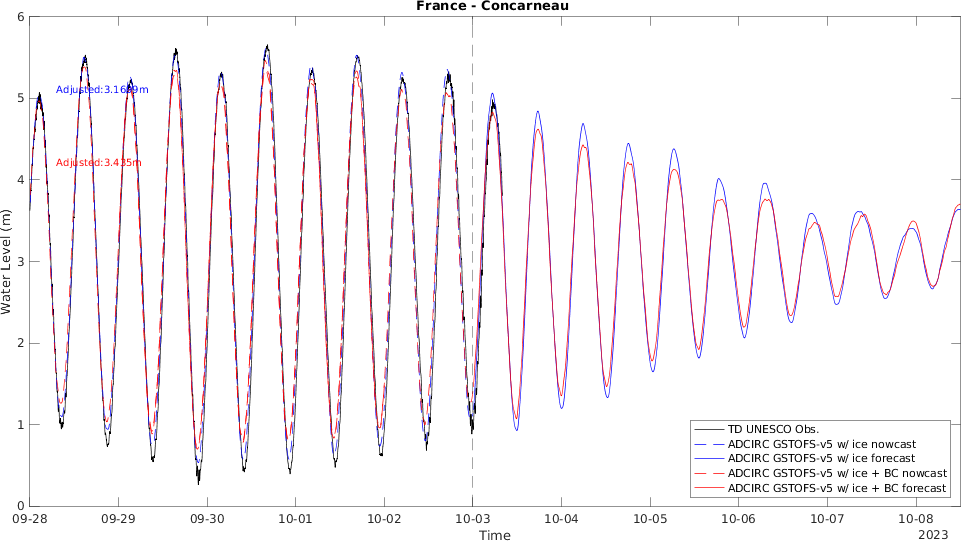 France - Concarneau
6
5
4
3
2
1
0
Water Level (m)
Adjusted:3.1689m
Adjusted:3.435m
TD UNESCO Obs.
ADCIRC GSTOFS-v5 w/ ice nowcast
ADCIRC GSTOFS-v5 w/ ice forecast
ADCIRC GSTOFS-v5 w/ ice + BC nowcast
ADCIRC GSTOFS-v5 w/ ice + BC forecast
09-28 09-29 09-30 10-01 10-02 10-03 10-04 10-05 10-06 10-07 10-08
Time
2023